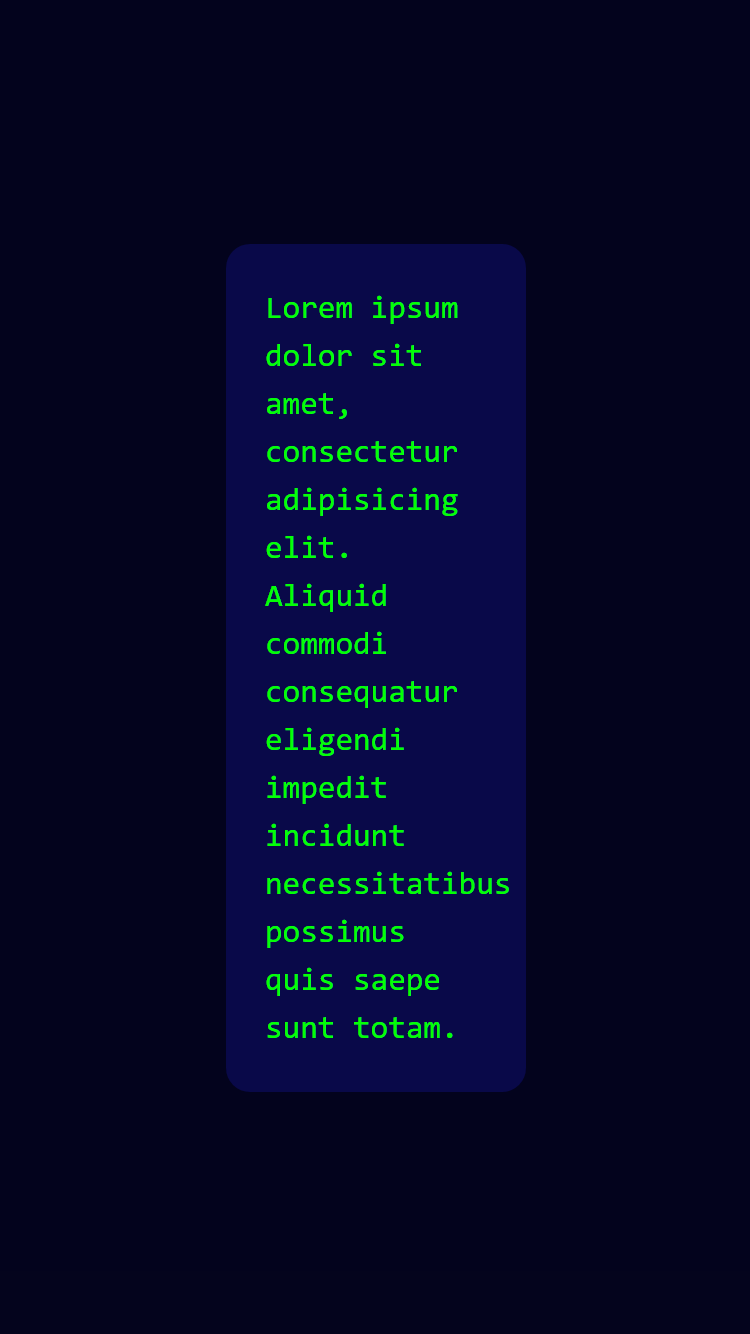 Lorem ipsum
dolor sit
amet,
consectetur
adipisicing
elit.
Aliquid
commodi
consequatur
eligendi
impedit
incidunt
necessitatibus
possimus
quis saepe
sunt totam.